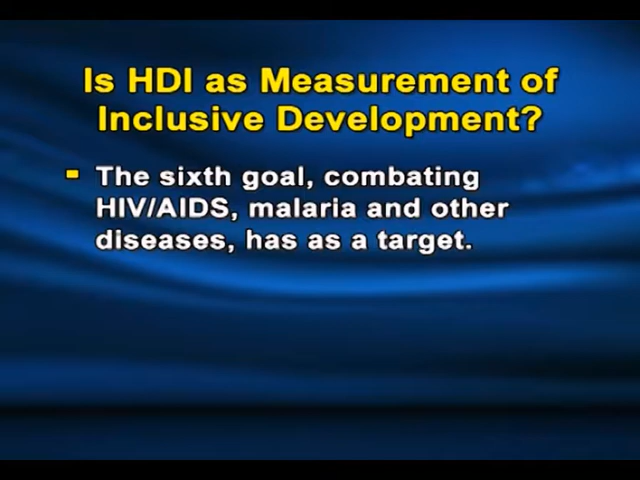 Is HDI as Measurement of
Inclusive Development?
The sixth goal, combating
HIV/AIDS, malaria and other
diseases, has as a target.